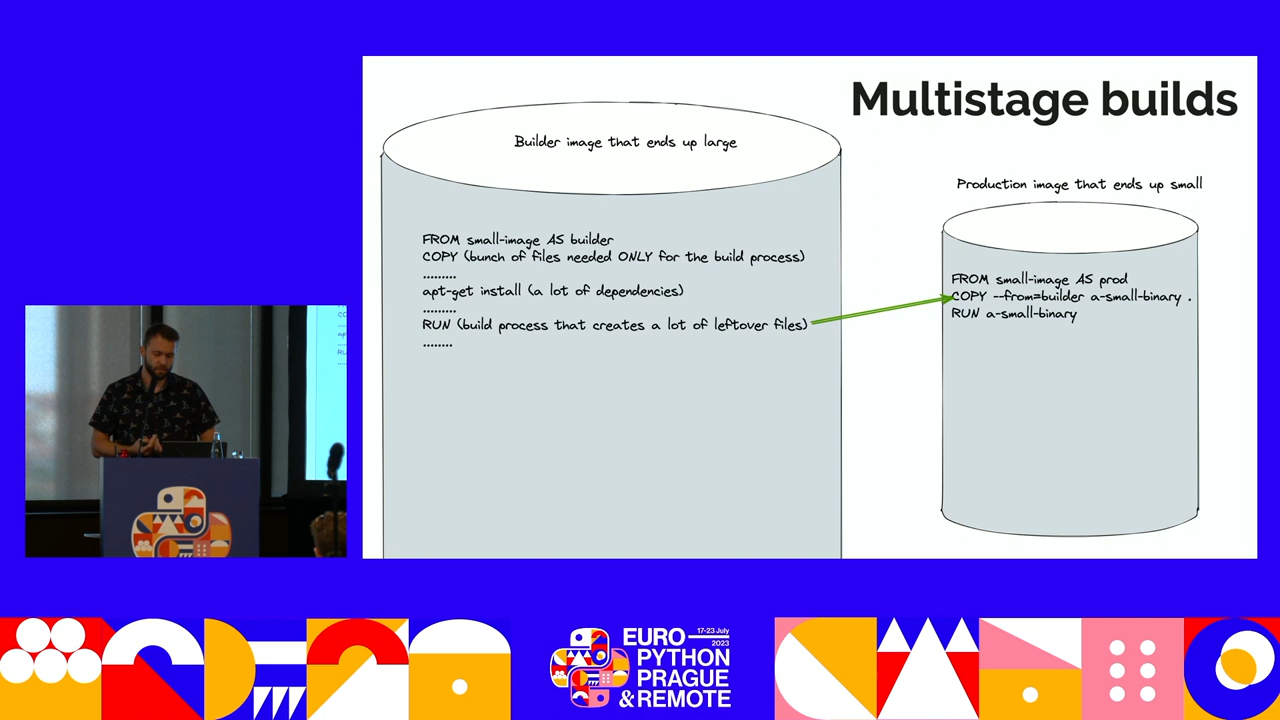 Multistage builds
Builder image that ends up large
FROM small-image AS builder
COPY (bunch of files needed ONLY for the build process)
.........
apt-get install (a lot of dependencies)
.........
RUN (build process that creates a lot of leftover files)
........
Production image that ends up small
FROM small-image AS prod
COPY --from=builder a-small-binary .
RUN a-small-binary
EURO
17-23 July
2023
PYTHON
PRAGUE
& REMOTE